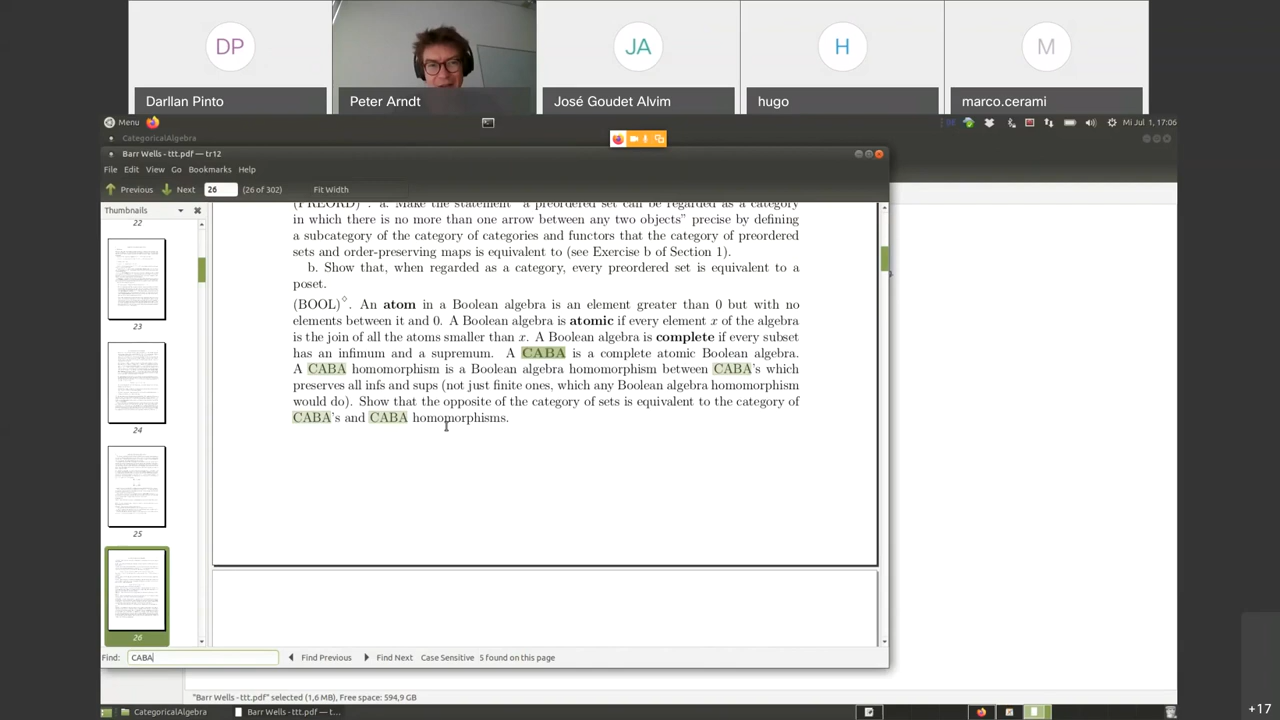 DP
JA
H
M
Darllan Pinto
Peter Arndt
José Goudet Alvim
hugo
marco.cerami
Menu
Mi Jul 1, 17:06
CategoricalAlgebra
Barr Wells - ttt.pdf — tr12
File Edit View Go Bookmarks Help
Previous Next 26 (26 of 302) Fit Width
Thumbnails
22
23
24
25
26
(PREORD) . a. Make the statement "a preordered set can be regarded as a category
in which there is no more than one arrow between any two objects" precise by defining
a subcategory of the category of categories and functors that the category of preordered
sets and order-preserving maps is equivalent to (see Exercise b of Section 1).
b. Show that, when regarded as a category, every preordered set is equivalent to a
poset.
(BOOL)◇. An atom in a Boolean algebra is an element greater than 0 but with no
elements between it and 0. A Boolean algebra is atomic if every element x of the algebra
is the join of all the atoms smaller than x. A Boolean algebra is complete if every subset
has an infimum and a supremum. A CABA is a complete atomic Boolean algebra.
A CABA homomorphism is a Boolean algebra homomorphism between CABA's which
preserves all infs and sups (not just finite ones, which any Boolean algebra homomorphism
would do). Show that the opposite of the category of sets is equivalent to the category of
CABA's and CABA homomorphisms.
Find: CABA Find Previous Find Next Case Sensitive 5 found on this page
"Barr Wells - ttt.pdf" selected (1,6 MB), Free space: 594,9 GB
CategoricalAlgebra Barr Wells - ttt.pdf — t...
+17